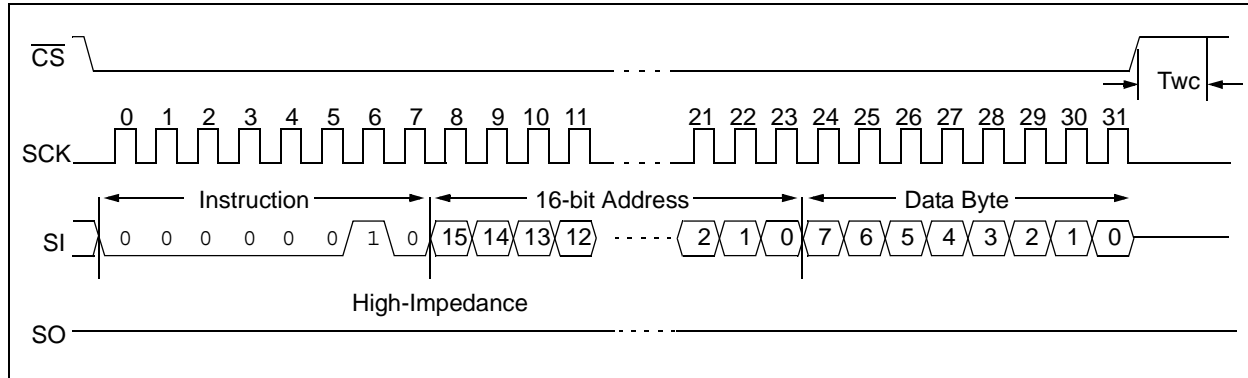 CS
Twc
0 1 2 3 4 5 6 7 8 9 10 11 21 22 23 24 25 26 27 28 29 30 31
SCK
Instruction 16-bit Address Data Byte
SI 0 0 0 0 0 0 1 0 15 14 13 12 2 1 0 7 6 5 4 3 2 1 0
High-Impedance
SO